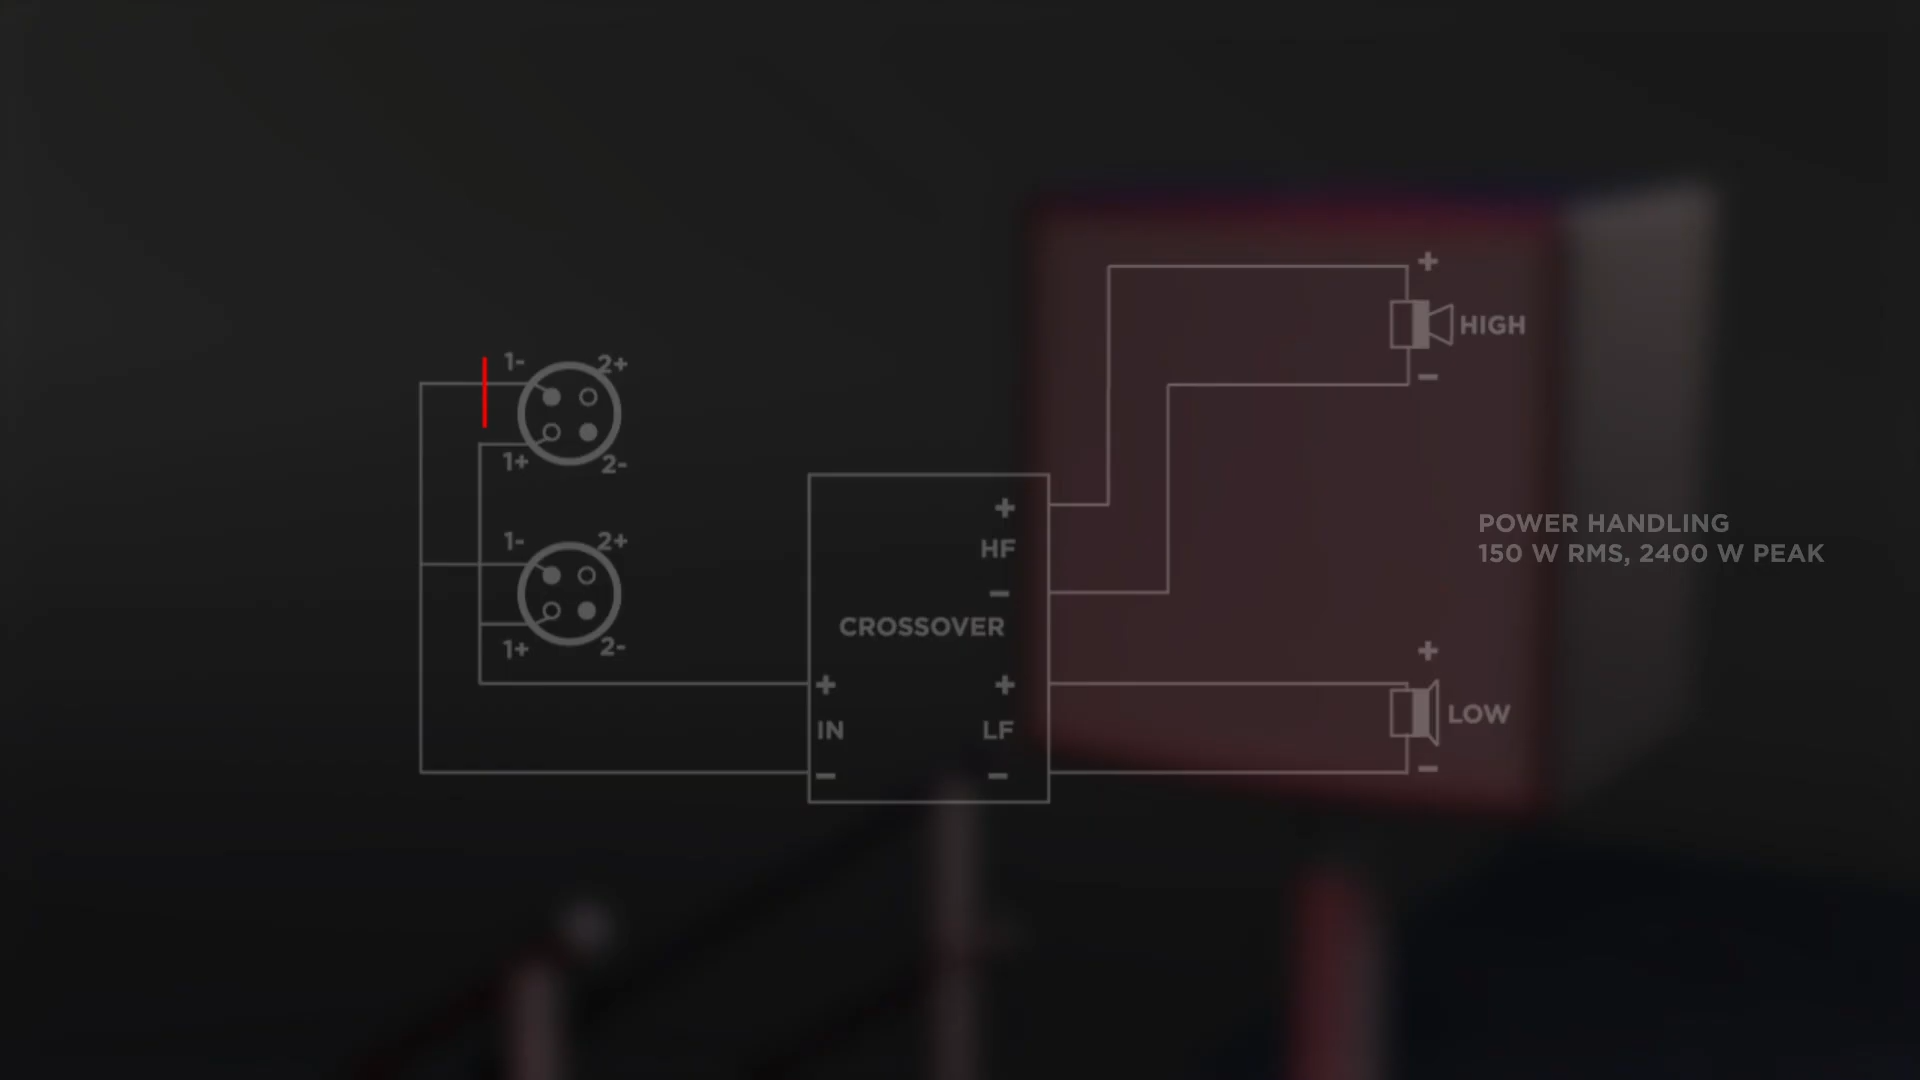 +
HIGH
−
1- 2+
1+ 2-
+
HF
−
POWER HANDLING
150 W RMS, 2400 W PEAK
1- 2+
1+ 2-
CROSSOVER
+
LOW
−
+ +
IN LF
− −